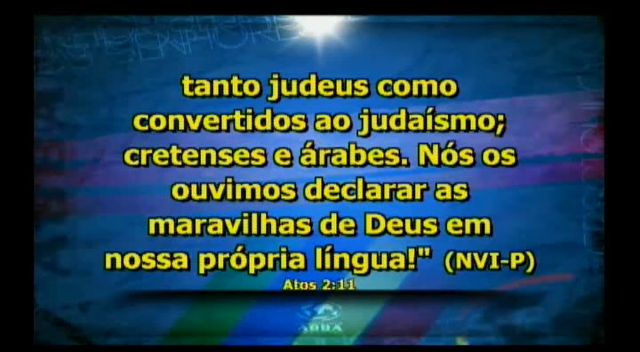 tanto judeus como
convertidos ao judaísmo;
cretenses e árabes. Nós os
ouvimos declarar as
maravilhas de Deus em
nossa própria língua!" (NVI-P)
Atos 2:11
ABBA